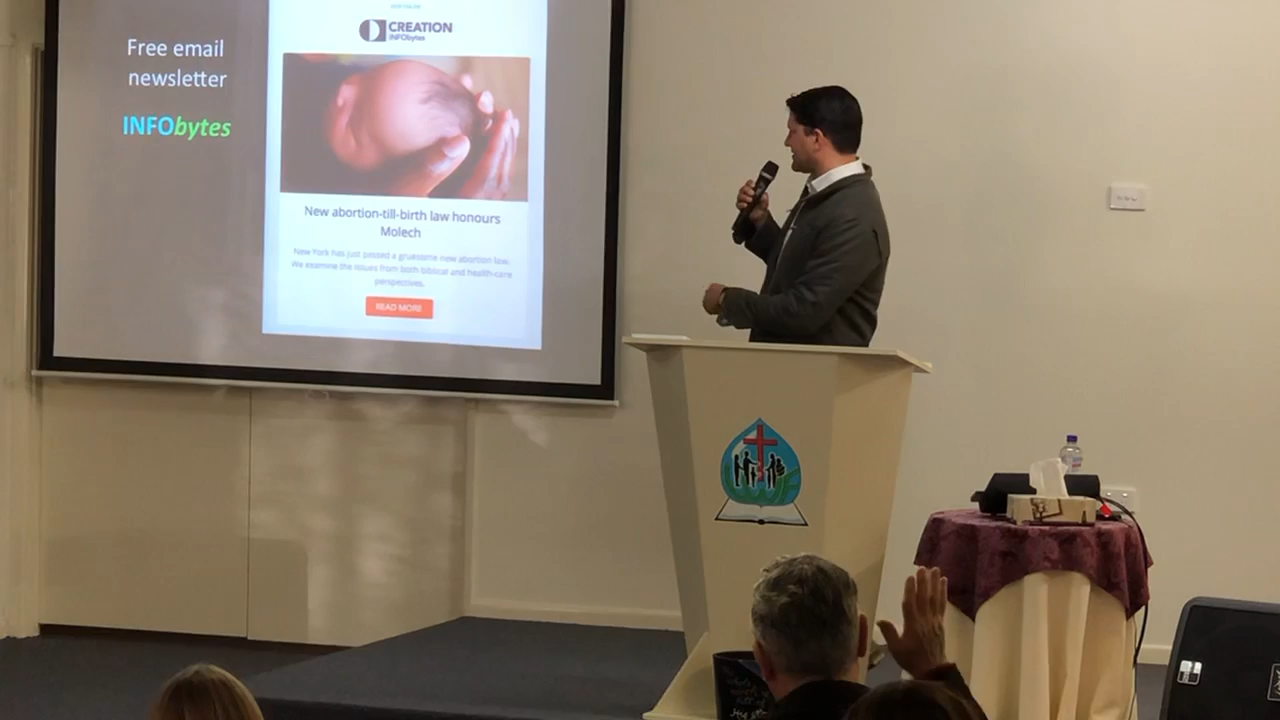 Free email
newsletter
INFObytes
CREATION
INFObytes
New abortion-till-birth law honours
Molech
New York has just passed a gruesome new abortion law.
We examine the issues from both biblical and health-care
perspectives.
READ MORE